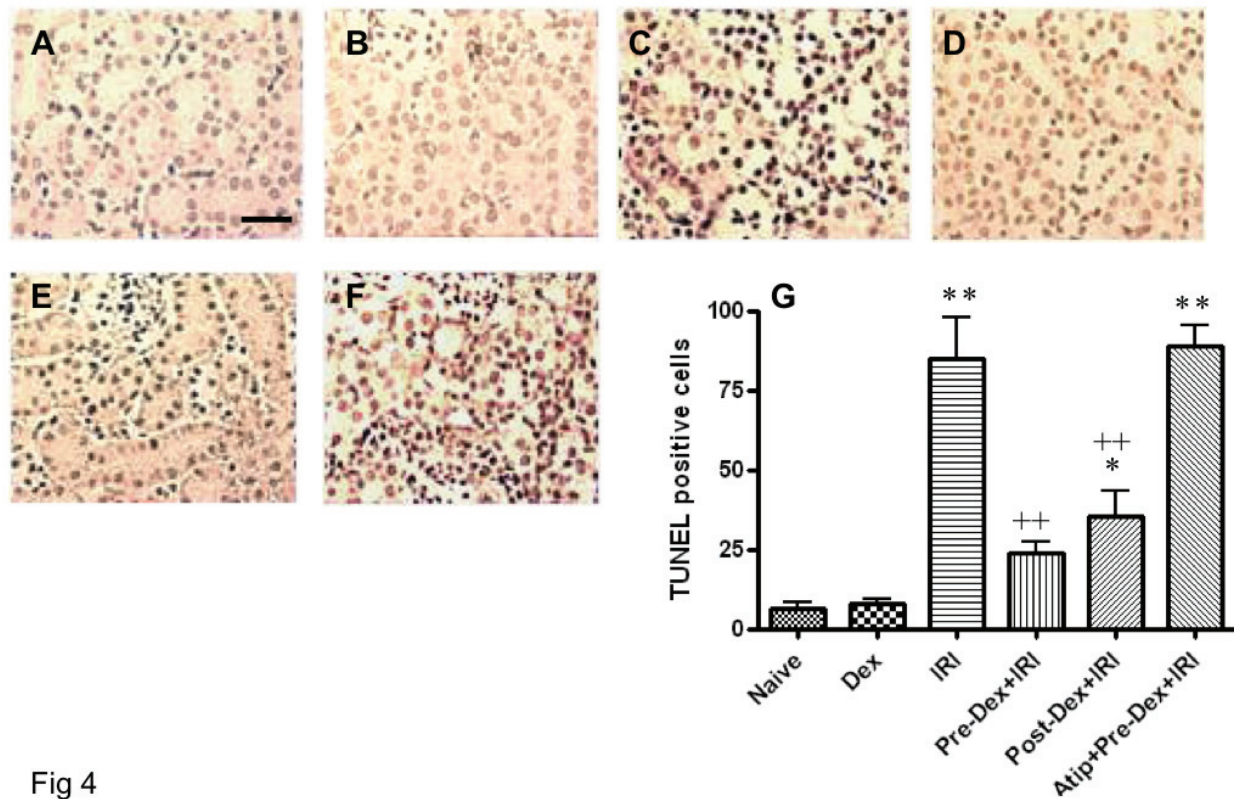 A
B
C
D
E
F
G
TUNEL positive cells
100
75
50
25
0
**
++
++
*
**
Naive
Dex
IRI
Pre-Dex+IRI
Post-Dex+IRI
Atip+Pre-Dex+IRI
Fig 4